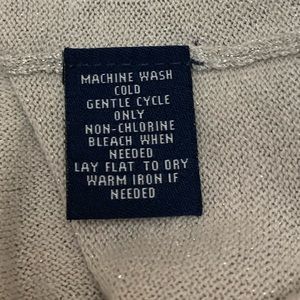 MACHINE WASH
COLD
GENTLE CYCLE
ONLY
NON-CHLORINE
BLEACH WHEN
NEEDED
LAY FLAT TO DRY
WARM IRON IF
NEEDED